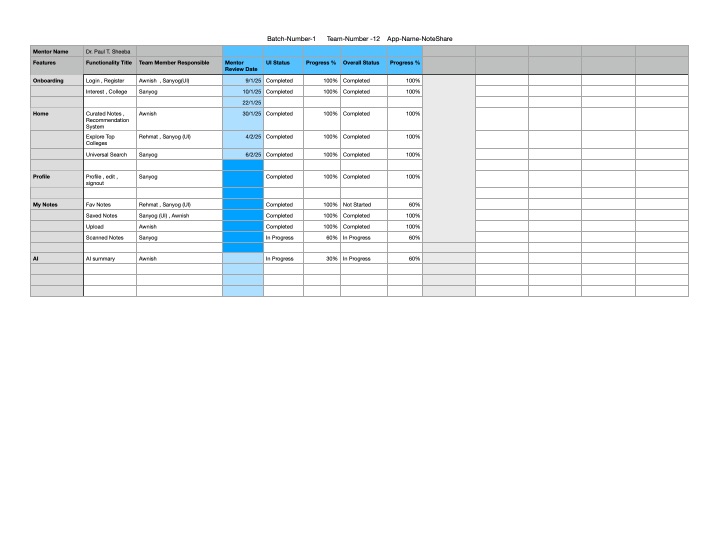 Batch-Number-1 Team-Number -12 App-Name-NoteShare
Mentor Name Dr. Paul T. Sheeba
Features Functionality Title Team Member Responsible Mentor Review Date UI Status Progress % Overall Status Progress %
Onboarding Login , Register Awnish , Sanyog(UI) 9/1/25 Completed 100% Completed 100%
Interest , College Sanyog 10/1/25 Completed 100% Completed 100%
22/1/25
Home Curated Notes , Recommendation System Awnish 30/1/25 Completed 100% Completed 100%
Explore Top Colleges Rehmat , Sanyog (UI) 4/2/25 Completed 100% Completed 100%
Universal Search Sanyog 6/2/25 Completed 100% Completed 100%
Profile Profile , edit , signout Sanyog Completed 100% Completed 100%
My Notes Fav Notes Rehmat , Sanyog (UI) Completed 100% Not Started 60%
Saved Notes Sanyog (UI) , Awnish Completed 100% Completed 100%
Upload Awnish Completed 100% Completed 100%
Scanned Notes Sanyog In Progress 60% In Progress 60%
AI AI summary Awnish In Progress 30% In Progress 60%